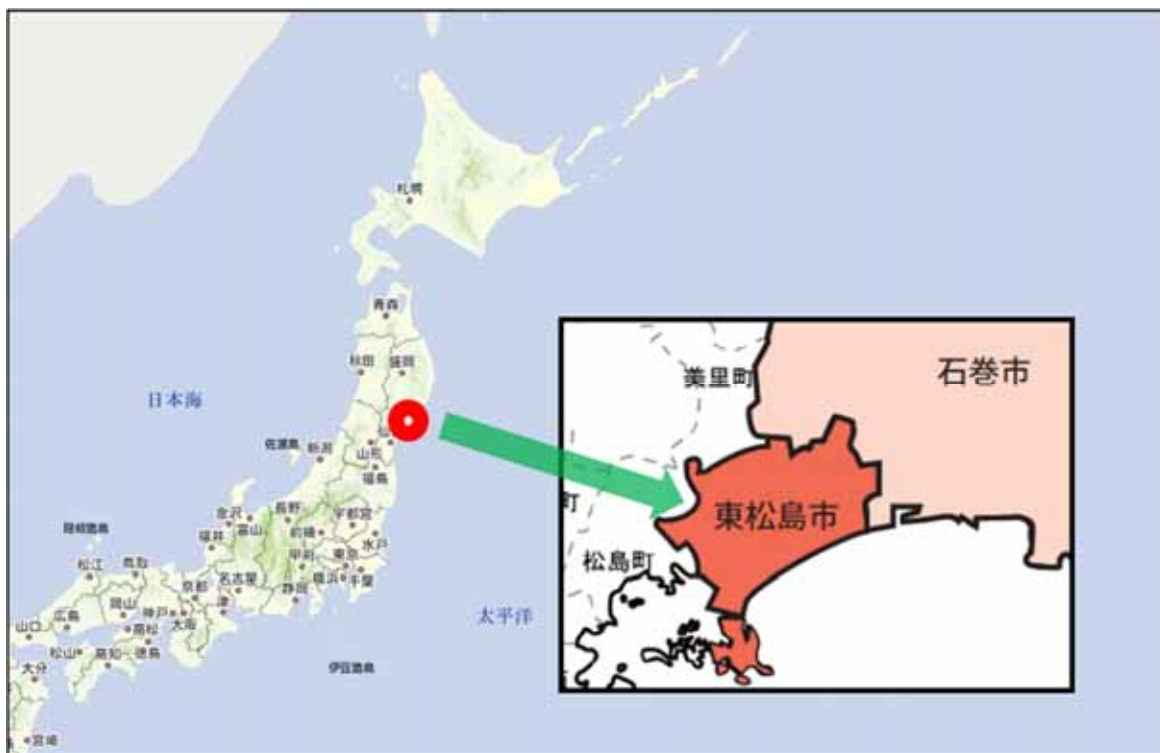 札幌
青森
秋田
盛岡
日本海
仙
佐渡島
新潟
山形
福島
金沢
富山
長野
宇都宮
前橋
水戸
福井
甲府
東京
隠岐島
松江
鳥取
京都
名古屋
横浜
千葉
静岡
津
岡山
神戸
大阪
広島
高松
山口
松山
高知
徳島
大分
宮崎
太平洋
伊豆諸島
美里町
石巻市
東松島市
町
松島町